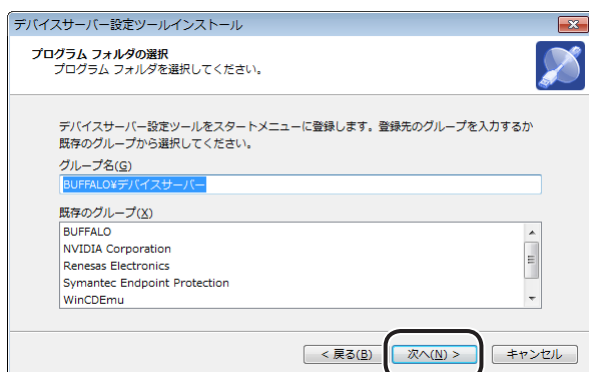 デバイスサーバー設定ツールインストール
プログラム フォルダの選択
プログラム フォルダを選択してください。
デバイスサーバー設定ツールをスタートメニューに登録します。登録先のグループを入力するか
既存のグループから選択してください。
グループ名(G)
BUFFALO¥デバイスサーバー
既存のグループ(X)
BUFFALO
NVIDIA Corporation
Renesas Electronics
Symantec Endpoint Protection
WinCDEmu
< 戻る(B) 次へ(N) > キャンセル